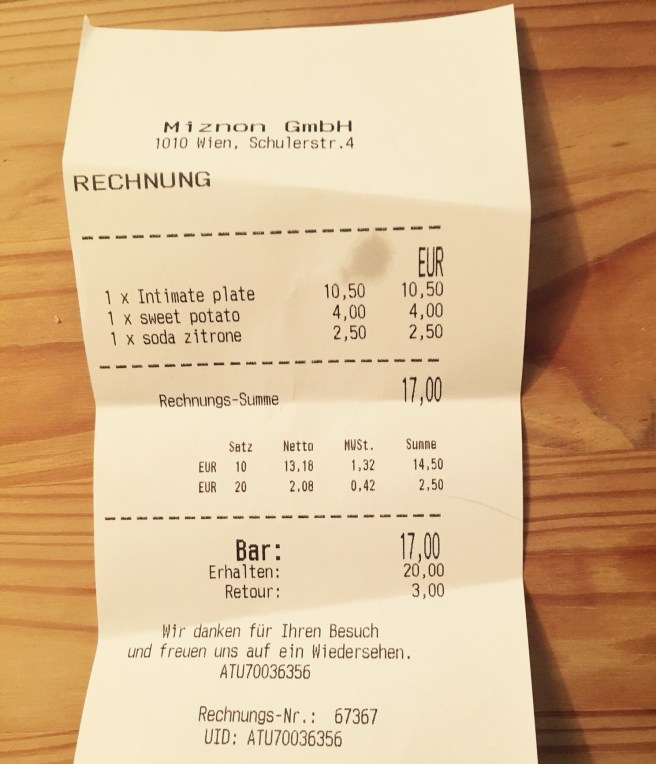 Miznon GmbH
1010 Wien, Schulerstr.4
RECHNUNG
EUR
1 x Intimate plate 10,50 10,50
1 x sweet potato 4,00 4,00
1 x soda zitrone 2,50 2,50
Rechnungs-Summe 17,00
Satz Netto MWSt. Summe
EUR 10 13,18 1,32 14,50
EUR 20 2,08 0,42 2,50
Bar: 17,00
Erhalten: 20,00
Retour: 3,00
Wir danken für Ihren Besuch
und freuen uns auf ein Wiedersehen.
ATU70036356
Rechnungs-Nr.: 67367
UID: ATU70036356